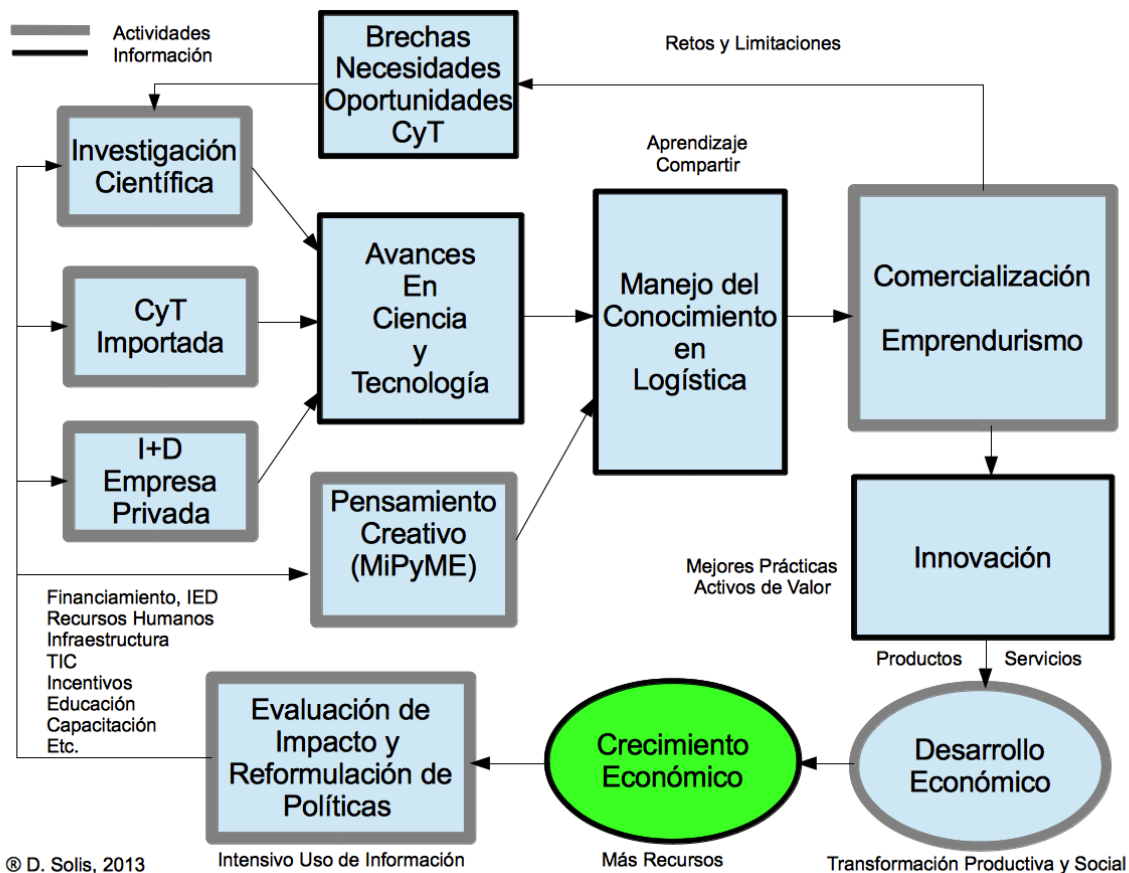 Actividades
Información
Brechas
Necesidades
Oportunidades
CyT
Retos y Limitaciones
Investigación
Científica
Aprendizaje
Compartir
Avances
En
Ciencia
y
Tecnología
Manejo del
Conocimiento
en
Logística
Comercialización
Emprendurismo
CyT
Importada
I+D
Empresa
Privada
Pensamiento
Creativo
(MiPyME)
Mejores Prácticas
Activos de Valor
Innovación
Financiamiento, IED
Recursos Humanos
Infraestructura
TIC
Incentivos
Educación
Capacitación
Etc.
Productos
Servicios
Evaluación de
Impacto y
Reformulación de
Políticas
Crecimiento
Económico
Desarrollo
Económico
® D. Solis, 2013
Intensivo Uso de Información
Más Recursos
Transformación Productiva y Social